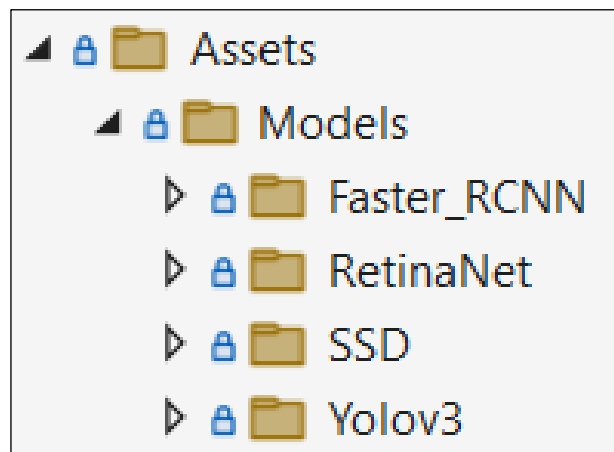 Assets
Models
Faster_RCNN
RetinaNet
SSD
Yolov3